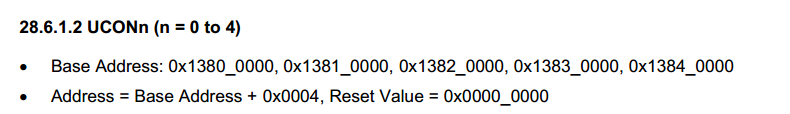 28.6.1.2 UCONn (n = 0 to 4)
• Base Address: 0x1380_0000, 0x1381_0000, 0x1382_0000, 0x1383_0000, 0x1384_0000
• Address = Base Address + 0x0004, Reset Value = 0x0000_0000